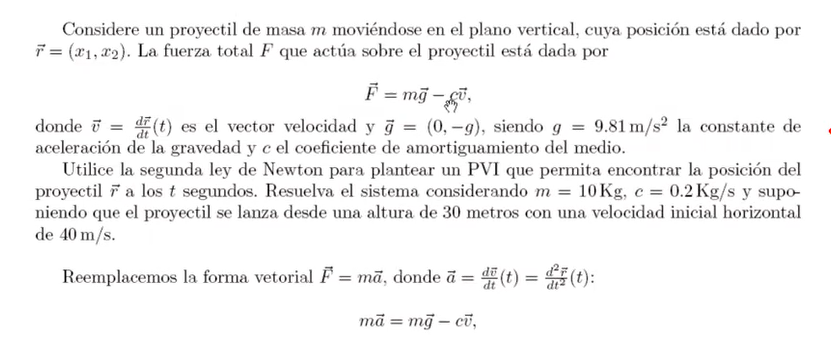 Considere un proyectil de masa m moviéndose en el plano vertical, cuya posición está dado por
r⃗ = (x₁, x₂). La fuerza total F que actúa sobre el proyectil está dada por
F⃗ = mg⃗ − cv⃗,
donde v⃗ = dr⃗/dt (t) es el vector velocidad y g⃗ = (0, −g), siendo g = 9.81 m/s² la constante de
aceleración de la gravedad y c el coeficiente de amortiguamiento del medio.
Utilice la segunda ley de Newton para plantear un PVI que permita encontrar la posición del
proyectil r⃗ a los t segundos. Resuelva el sistema considerando m = 10 Kg, c = 0.2 Kg/s y supo-
niendo que el proyectil se lanza desde una altura de 30 metros con una velocidad inicial horizontal
de 40 m/s.
Reemplacemos la forma vetorial F⃗ = ma⃗, donde a⃗ = dv⃗/dt (t) = d²r⃗/dt² (t):
ma⃗ = mg⃗ − cv⃗,